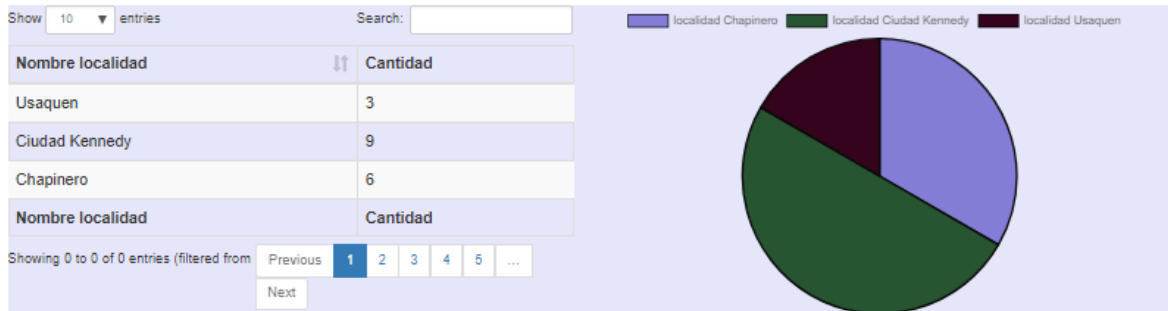 Show 10 entries Search:
Nombre localidad Cantidad
Usaquen 3
Ciudad Kennedy 9
Chapinero 6
Nombre localidad Cantidad
Showing 0 to 0 of 0 entries (filtered from Previous 1 2 3 4 5 ...
Next
localidad Chapinero localidad Ciudad Kennedy localidad Usaquen